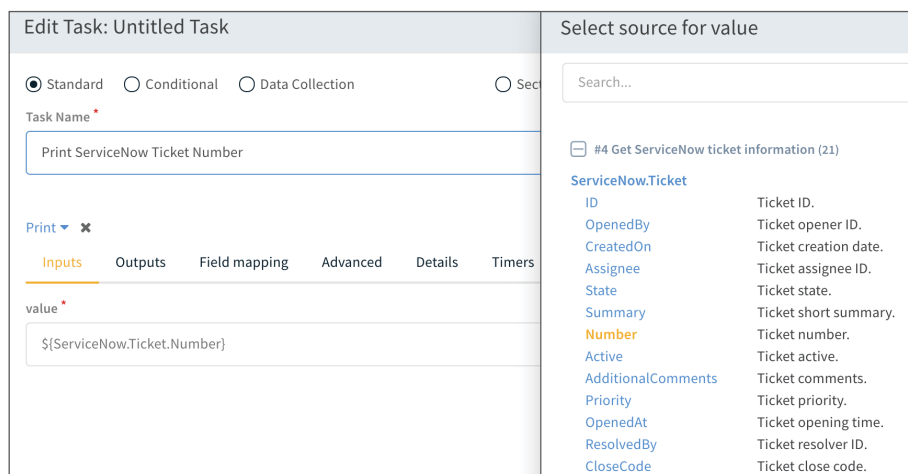 Edit Task: Untitled Task
Standard
Conditional
Data Collection
Sect
Task Name *
Print ServiceNow Ticket Number
Print
Inputs
Outputs
Field mapping
Advanced
Details
Timers
value *
${ServiceNow.Ticket.Number}
Select source for value
Search...
#4 Get ServiceNow ticket information (21)
ServiceNow.Ticket
ID Ticket ID.
OpenedBy Ticket opener ID.
CreatedOn Ticket creation date.
Assignee Ticket assignee ID.
State Ticket state.
Summary Ticket short summary.
Number Ticket number.
Active Ticket active.
AdditionalComments Ticket comments.
Priority Ticket priority.
OpenedAt Ticket opening time.
ResolvedBy Ticket resolver ID.
CloseCode Ticket close code.